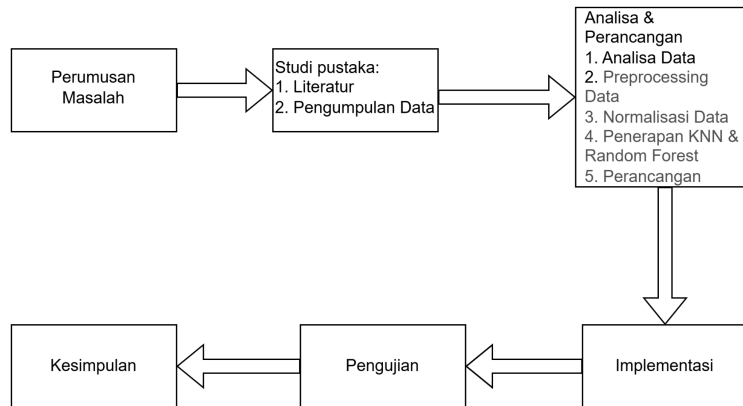 Perumusan
Masalah
Studi pustaka:
1. Literatur
2. Pengumpulan Data
Analisa &
Perancangan
1. Analisa Data
2. Preprocessing
Data
3. Normalisasi Data
4. Penerapan KNN &
Random Forest
5. Perancangan
Implementasi
Pengujian
Kesimpulan